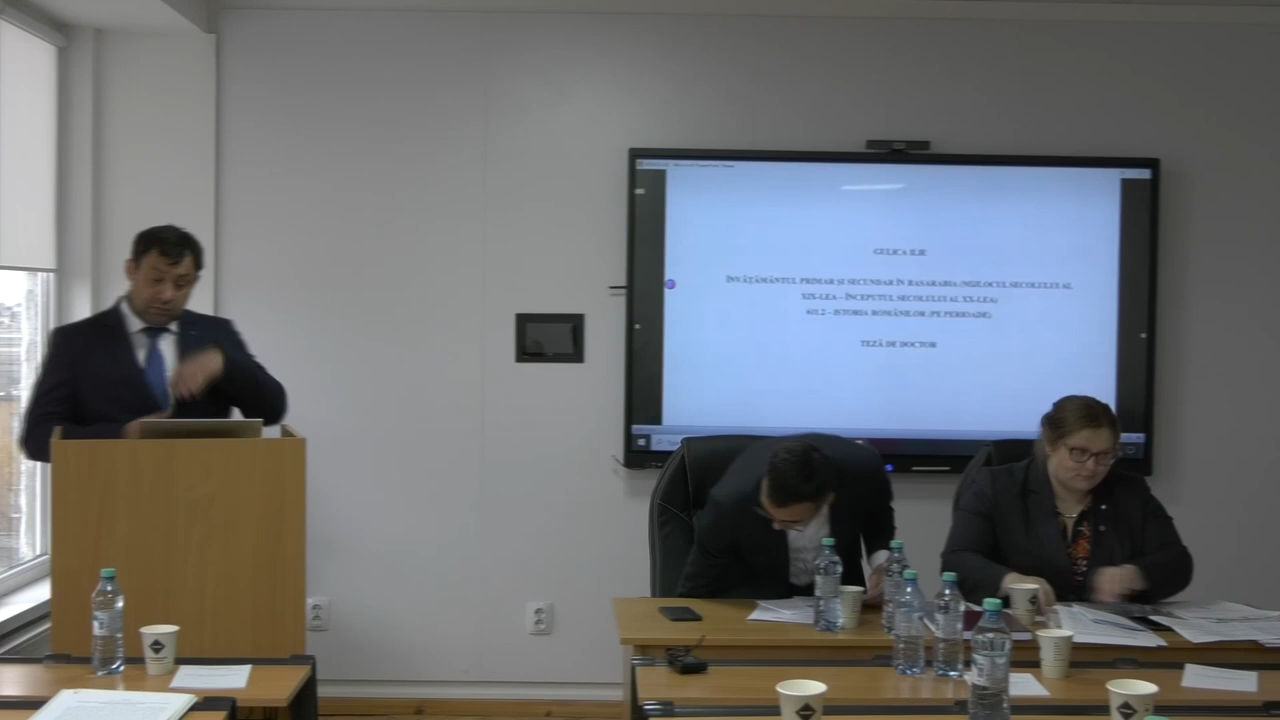 GULICA ILIE
ÎNVĂȚĂMÂNTUL PRIMAR ȘI SECUNDAR ÎN BASARABIA (MIJLOCUL SECOLULUI AL
XIX-LEA – ÎNCEPUTUL SECOLULUI AL XX-LEA)
611.2 – ISTORIA ROMÂNILOR (PE PERIOADE)
TEZĂ DE DOCTOR